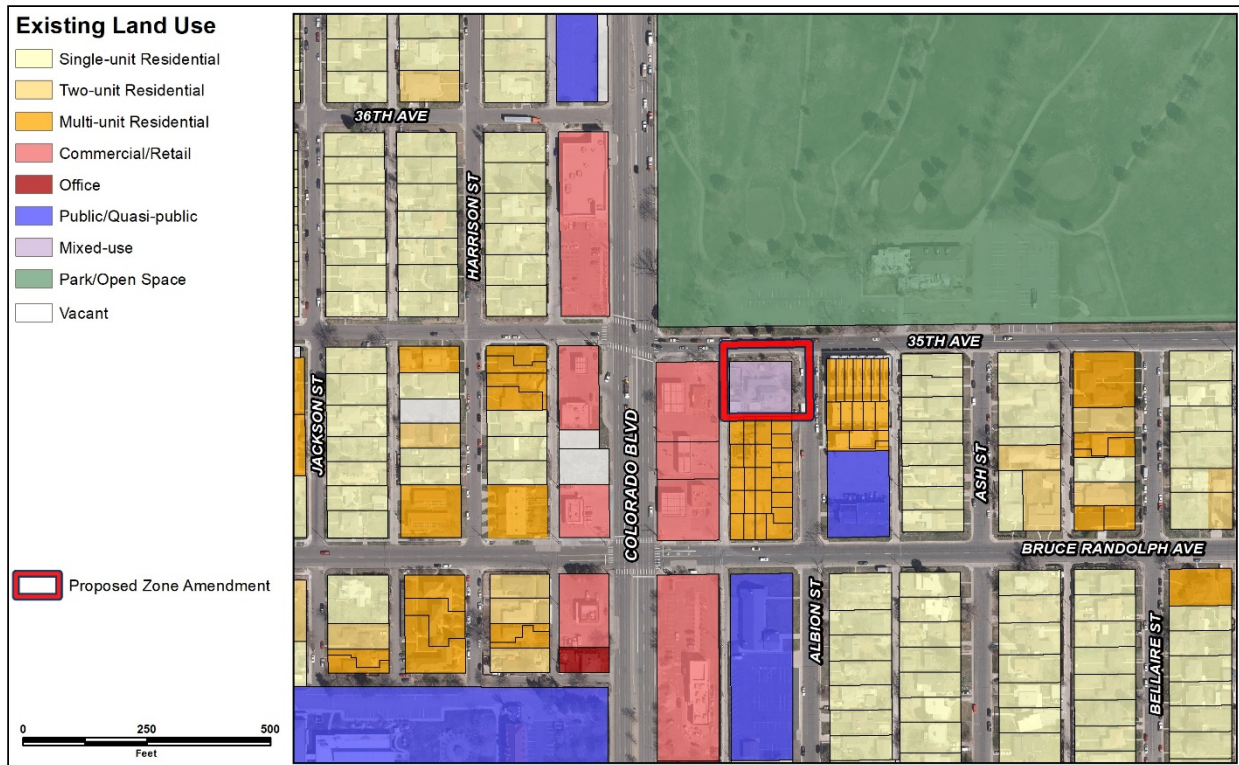 Existing Land Use
Single-unit Residential
Two-unit Residential
Multi-unit Residential
Commercial/Retail
Office
Public/Quasi-public
Mixed-use
Park/Open Space
Vacant
Proposed Zone Amendment
0 250 500
Feet
36TH AVE
HARRISON ST
35TH AVE
JACKSON ST
COLORADO BLVD
ASH ST
BRUCE RANDOLPH AVE
ALBION ST
BELLAIRE ST